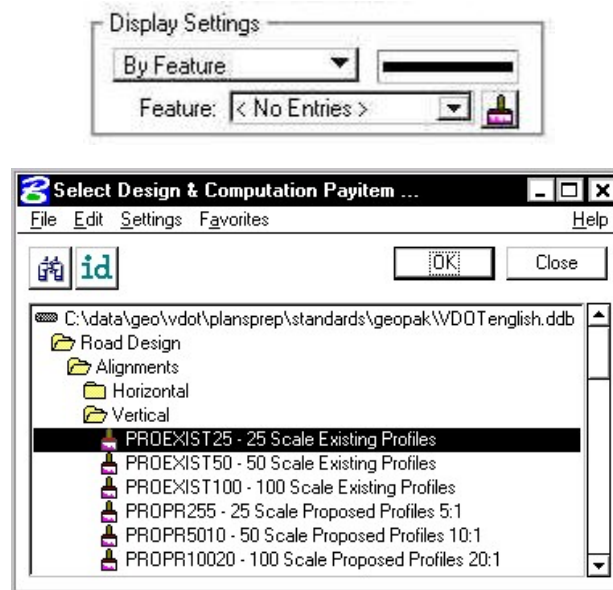 Display Settings
By Feature
Feature: < No Entries >
Select Design & Computation Payitem ...
File Edit Settings Favorites Help
id OK Close
C:\data\geo\vdot\plansprep\standards\geopak\VDOTenglish.ddb
Road Design
Alignments
Horizontal
Vertical
PROEXIST25 - 25 Scale Existing Profiles
PROEXIST50 - 50 Scale Existing Profiles
PROEXIST100 - 100 Scale Existing Profiles
PROPR255 - 25 Scale Proposed Profiles 5:1
PROPR5010 - 50 Scale Proposed Profiles 10:1
PROPR10020 - 100 Scale Proposed Profiles 20:1